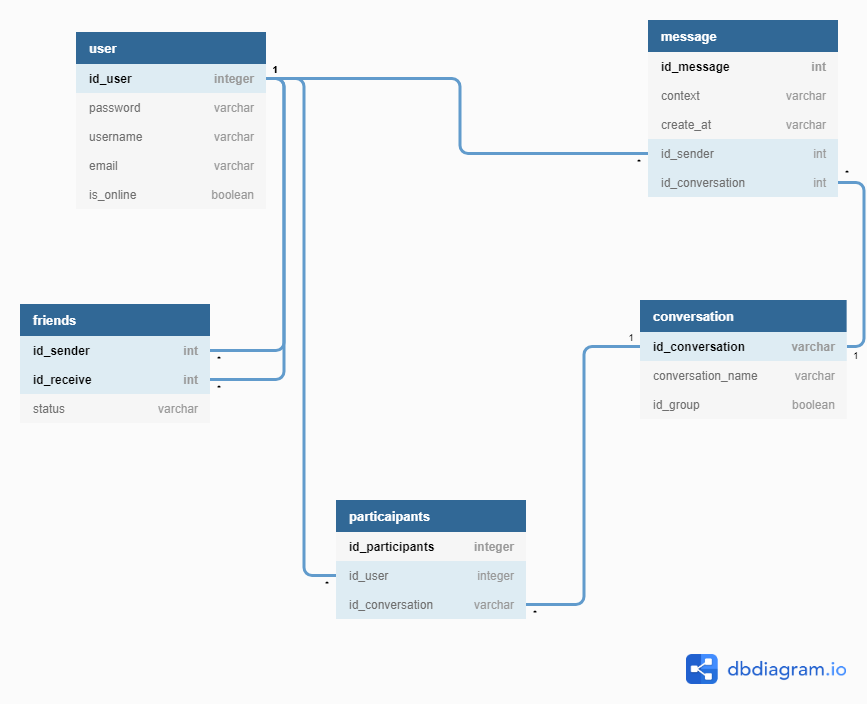 user
id_user integer
password varchar
username varchar
email varchar
is_online boolean
1
message
id_message int
context varchar
create_at varchar
id_sender int
id_conversation int
*
*
friends
id_sender int
id_receive int
status varchar
*
*
conversation
id_conversation varchar
conversation_name varchar
id_group boolean
1
1
particaipants
id_participants integer
id_user integer
id_conversation varchar
*
*
dbdiagram.io